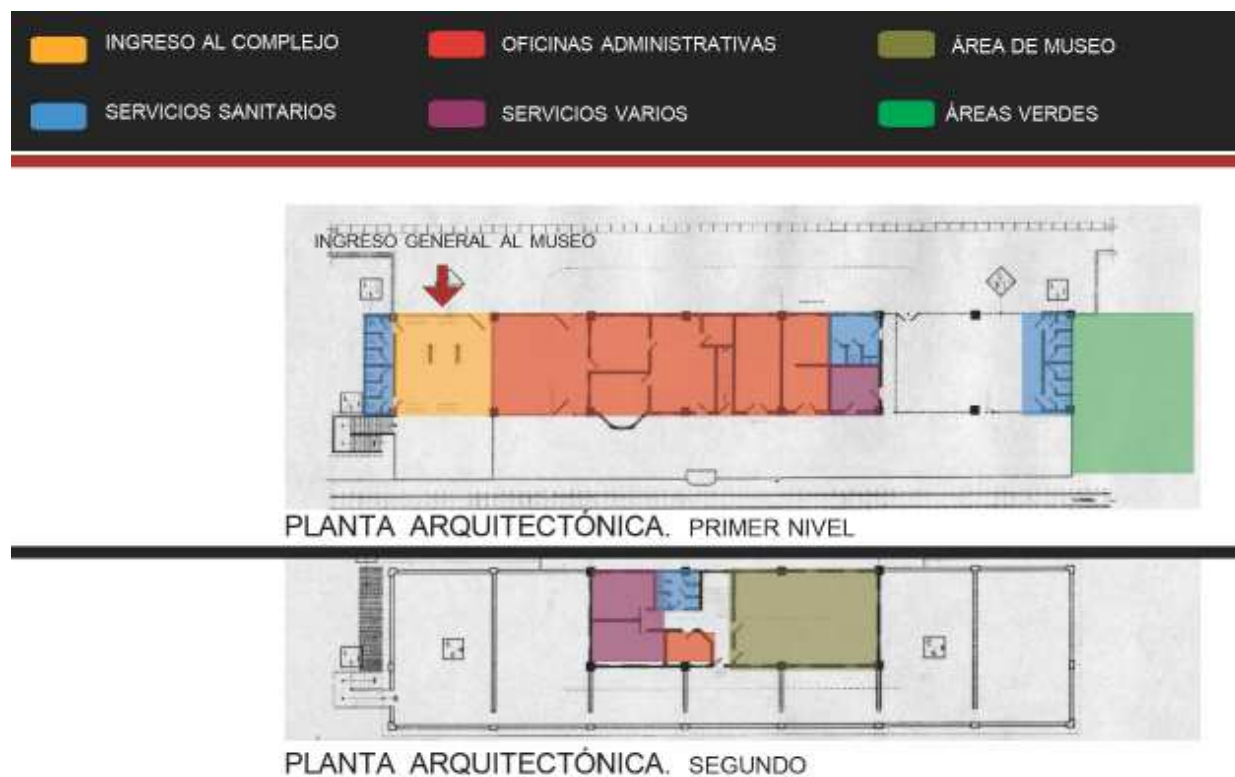 INGRESO AL COMPLEJO
OFICINAS ADMINISTRATIVAS
ÁREA DE MUSEO
SERVICIOS SANITARIOS
SERVICIOS VARIOS
ÁREAS VERDES
INGRESO GENERAL AL MUSEO
PLANTA ARQUITECTÓNICA. PRIMER NIVEL
PLANTA ARQUITECTÓNICA. SEGUNDO